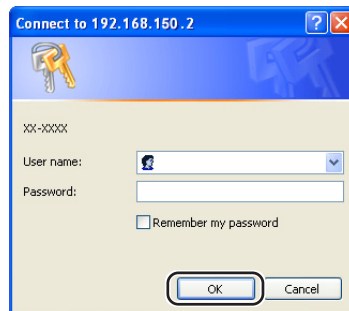 Connect to 192.168.150.2
?
XX-XXXX
User name:
Password:
Remember my password
OK
Cancel